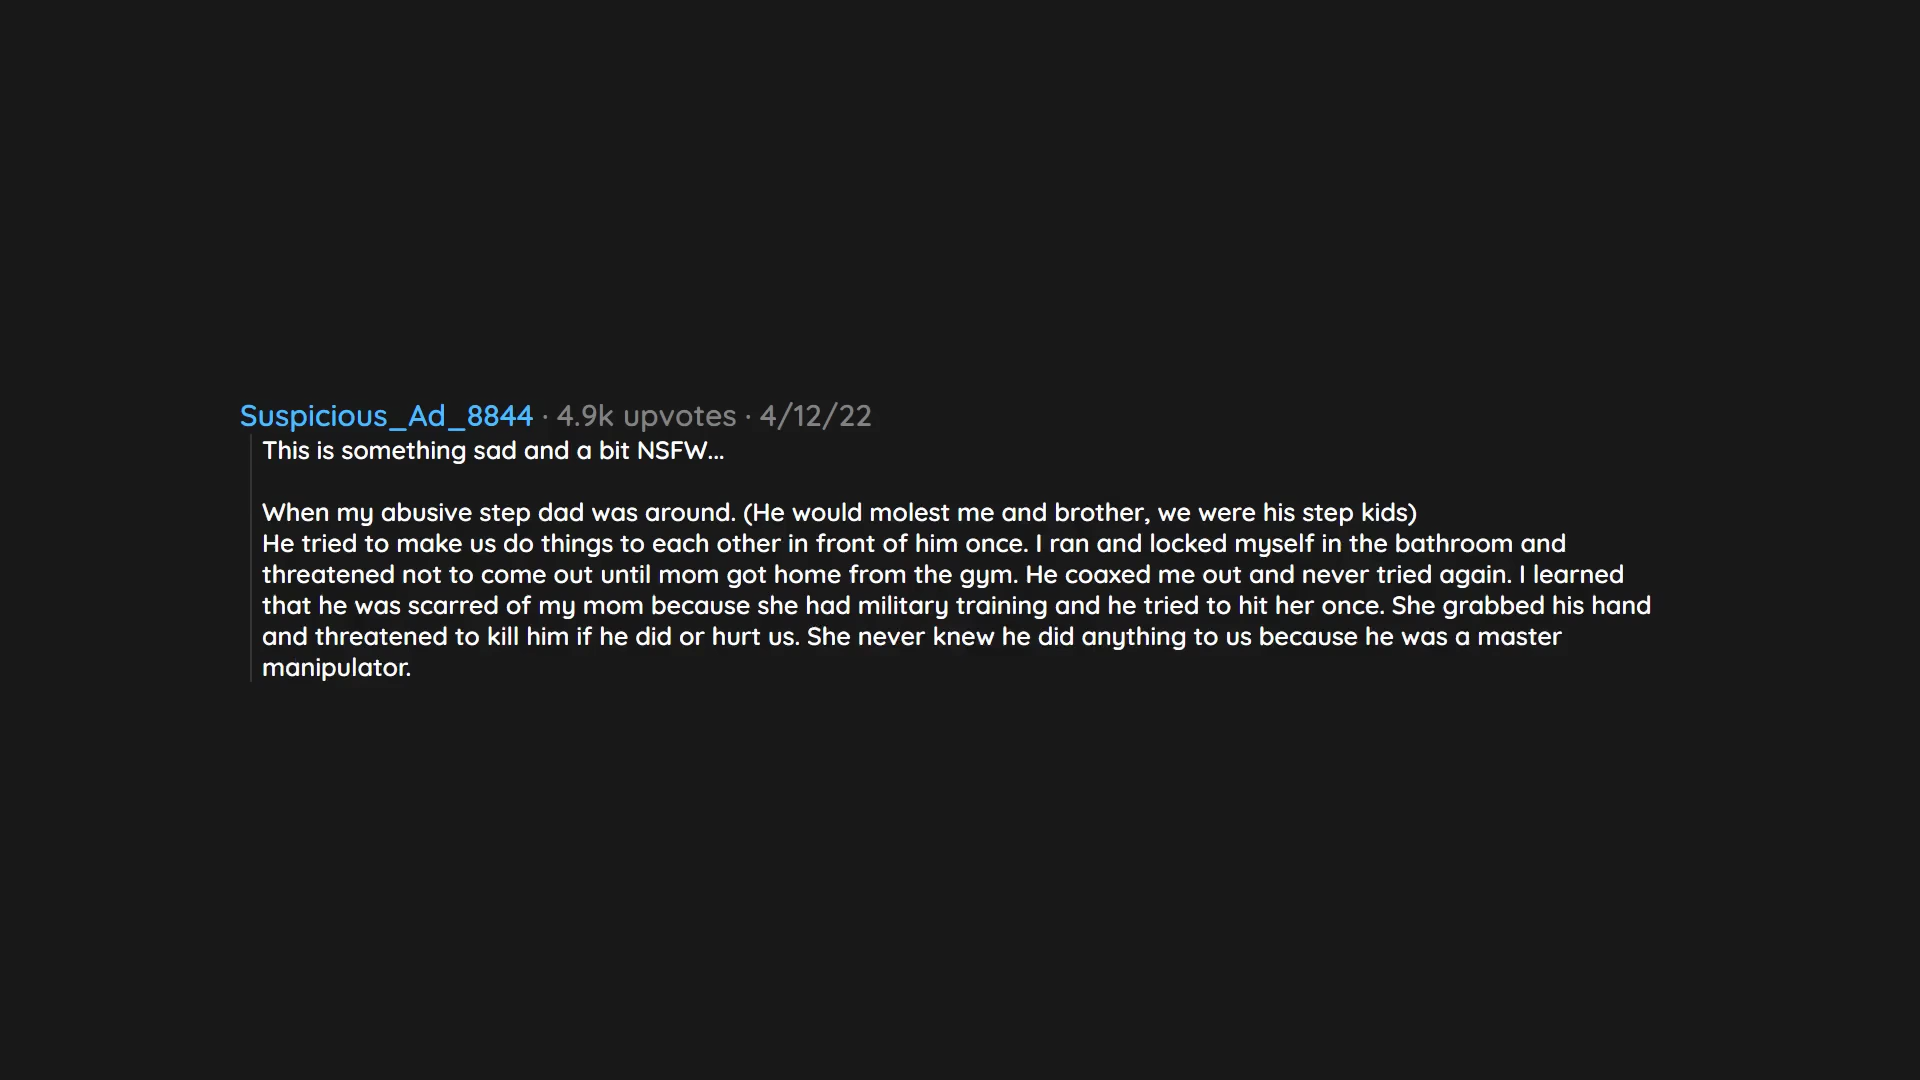 Suspicious_Ad_8844 · 4.9k upvotes · 4/12/22
This is something sad and a bit NSFW...
When my abusive step dad was around. (He would molest me and brother, we were his step kids)
He tried to make us do things to each other in front of him once. I ran and locked myself in the bathroom and
threatened not to come out until mom got home from the gym. He coaxed me out and never tried again. I learned
that he was scarred of my mom because she had military training and he tried to hit her once. She grabbed his hand
and threatened to kill him if he did or hurt us. She never knew he did anything to us because he was a master
manipulator.